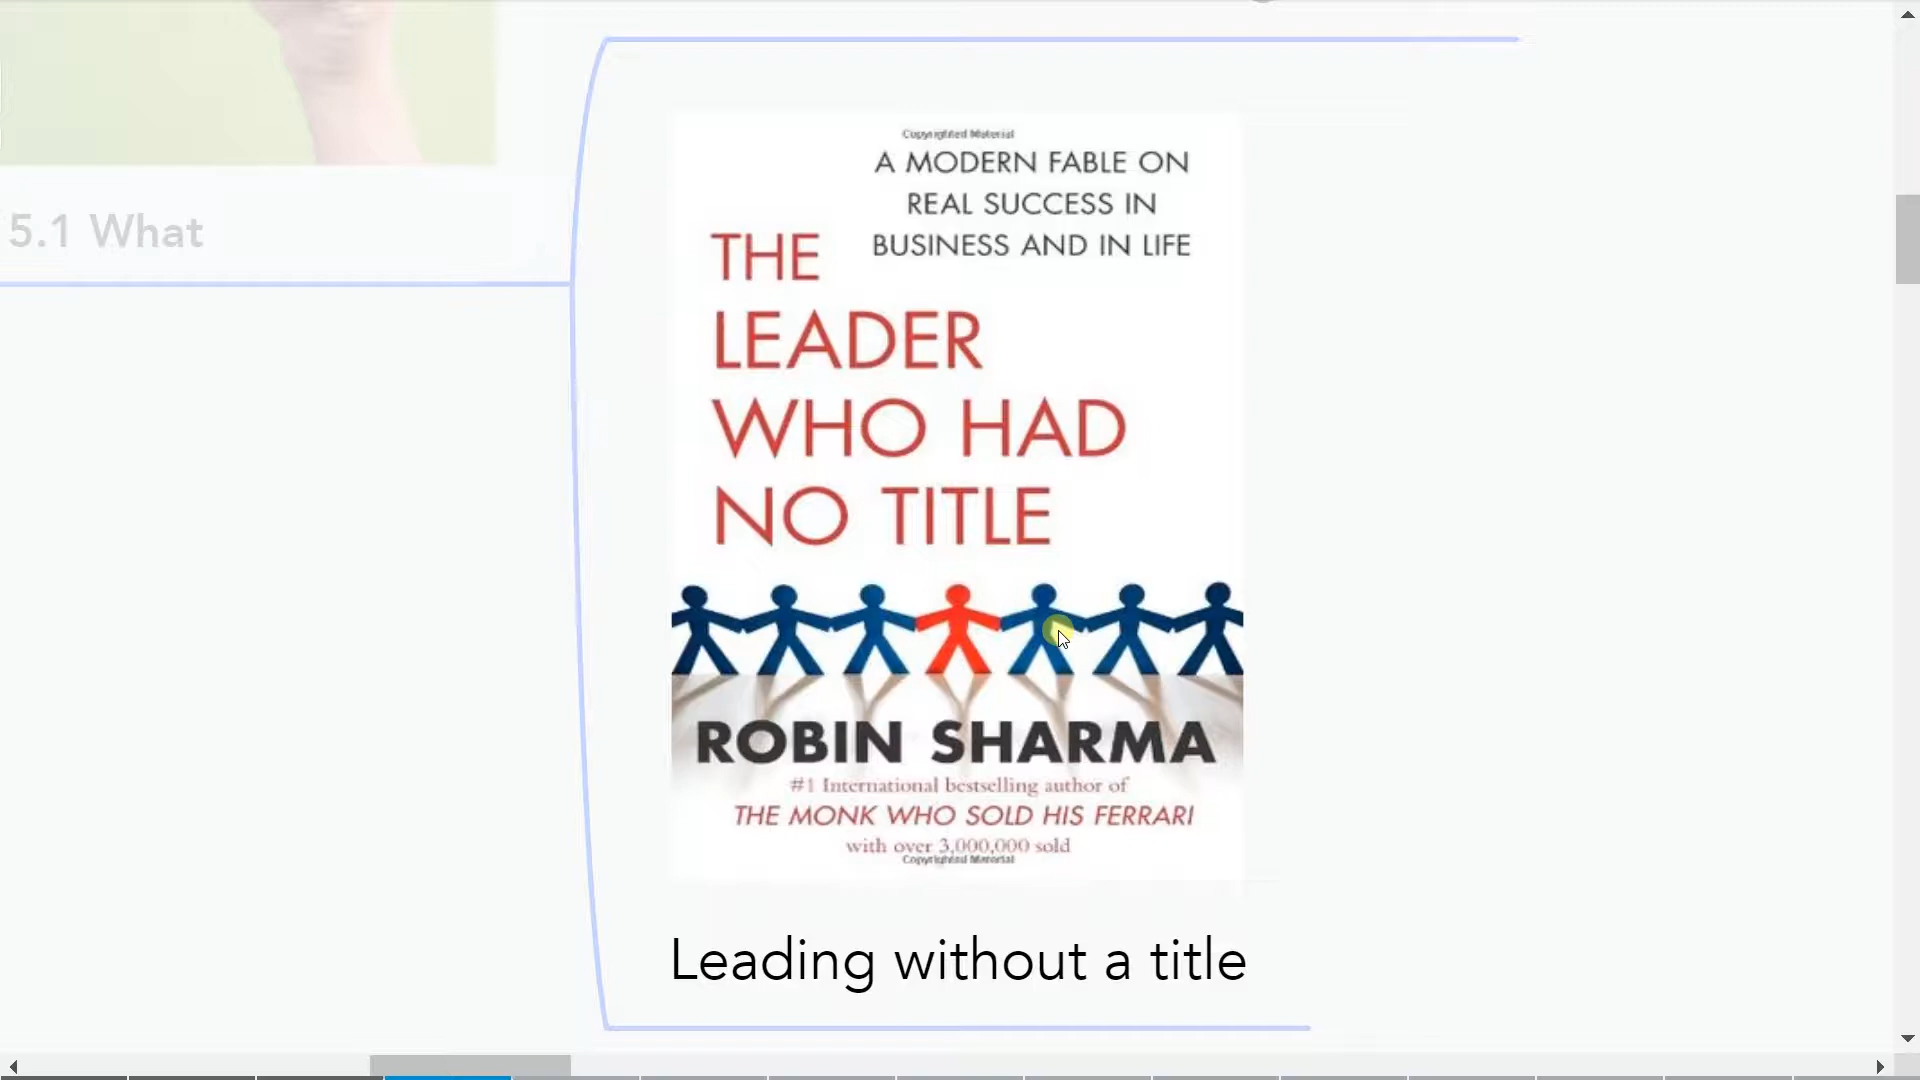 5.1 What
Copyrighted Material
A MODERN FABLE ON
REAL SUCCESS IN
BUSINESS AND IN LIFE
THE
LEADER
WHO HAD
NO TITLE
ROBIN SHARMA
#1 International bestselling author of
THE MONK WHO SOLD HIS FERRARI
with over 3,000,000 sold
Copyrighted Material
Leading without a title